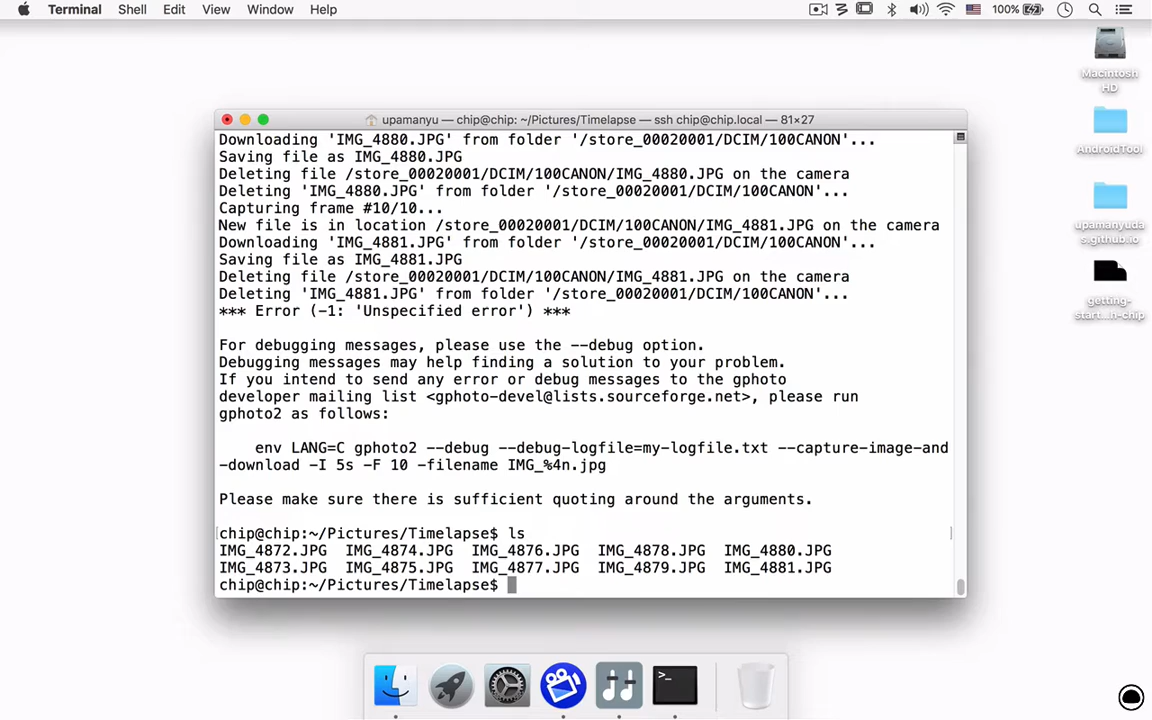 Terminal Shell Edit View Window Help 100%
Macintosh HD
AndroidTool
upamanyuda
s.github.io
getting-
start...h-chip
upamanyu — chip@chip: ~/Pictures/Timelapse — ssh chip@chip.local — 81×27
Downloading 'IMG_4880.JPG' from folder '/store_00020001/DCIM/100CANON'...
Saving file as IMG_4880.JPG
Deleting file /store_00020001/DCIM/100CANON/IMG_4880.JPG on the camera
Deleting 'IMG_4880.JPG' from folder '/store_00020001/DCIM/100CANON'...
Capturing frame #10/10...
New file is in location /store_00020001/DCIM/100CANON/IMG_4881.JPG on the camera
Downloading 'IMG_4881.JPG' from folder '/store_00020001/DCIM/100CANON'...
Saving file as IMG_4881.JPG
Deleting file /store_00020001/DCIM/100CANON/IMG_4881.JPG on the camera
Deleting 'IMG_4881.JPG' from folder '/store_00020001/DCIM/100CANON'...
*** Error (-1: 'Unspecified error') ***
For debugging messages, please use the --debug option.
Debugging messages may help finding a solution to your problem.
If you intend to send any error or debug messages to the gphoto
developer mailing list <gphoto-devel@lists.sourceforge.net>, please run
gphoto2 as follows:
env LANG=C gphoto2 --debug --debug-logfile=my-logfile.txt --capture-image-and
-download -I 5s -F 10 -filename IMG_%4n.jpg
Please make sure there is sufficient quoting around the arguments.
chip@chip:~/Pictures/Timelapse$ ls
IMG_4872.JPG IMG_4874.JPG IMG_4876.JPG IMG_4878.JPG IMG_4880.JPG
IMG_4873.JPG IMG_4875.JPG IMG_4877.JPG IMG_4879.JPG IMG_4881.JPG
chip@chip:~/Pictures/Timelapse$